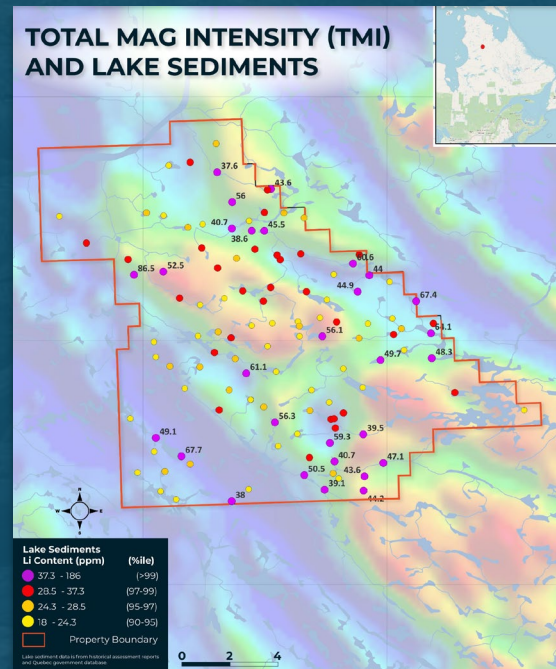 TOTAL MAG INTENSITY (TMI)
AND LAKE SEDIMENTS
37.6
43.6
56
40.7
45.5
38.6
60.6
86.5
52.5
44
44.9
67.4
56.1
64.1
49.7
48.3
61.1
56.3
39.5
49.1
59.3
67.7
40.7
47.1
50.5
43.6
39.1
44.2
38
N
W
E
S
Lake Sediments
Li Content (ppm) (%ile)
37.3 - 186 (>99)
28.5 - 37.3 (97-99)
24.3 - 28.5 (95-97)
18 - 24.3 (90-95)
Property Boundary
Lake sediment data is from historical assessment reports
and Quebec government database
0 2 4